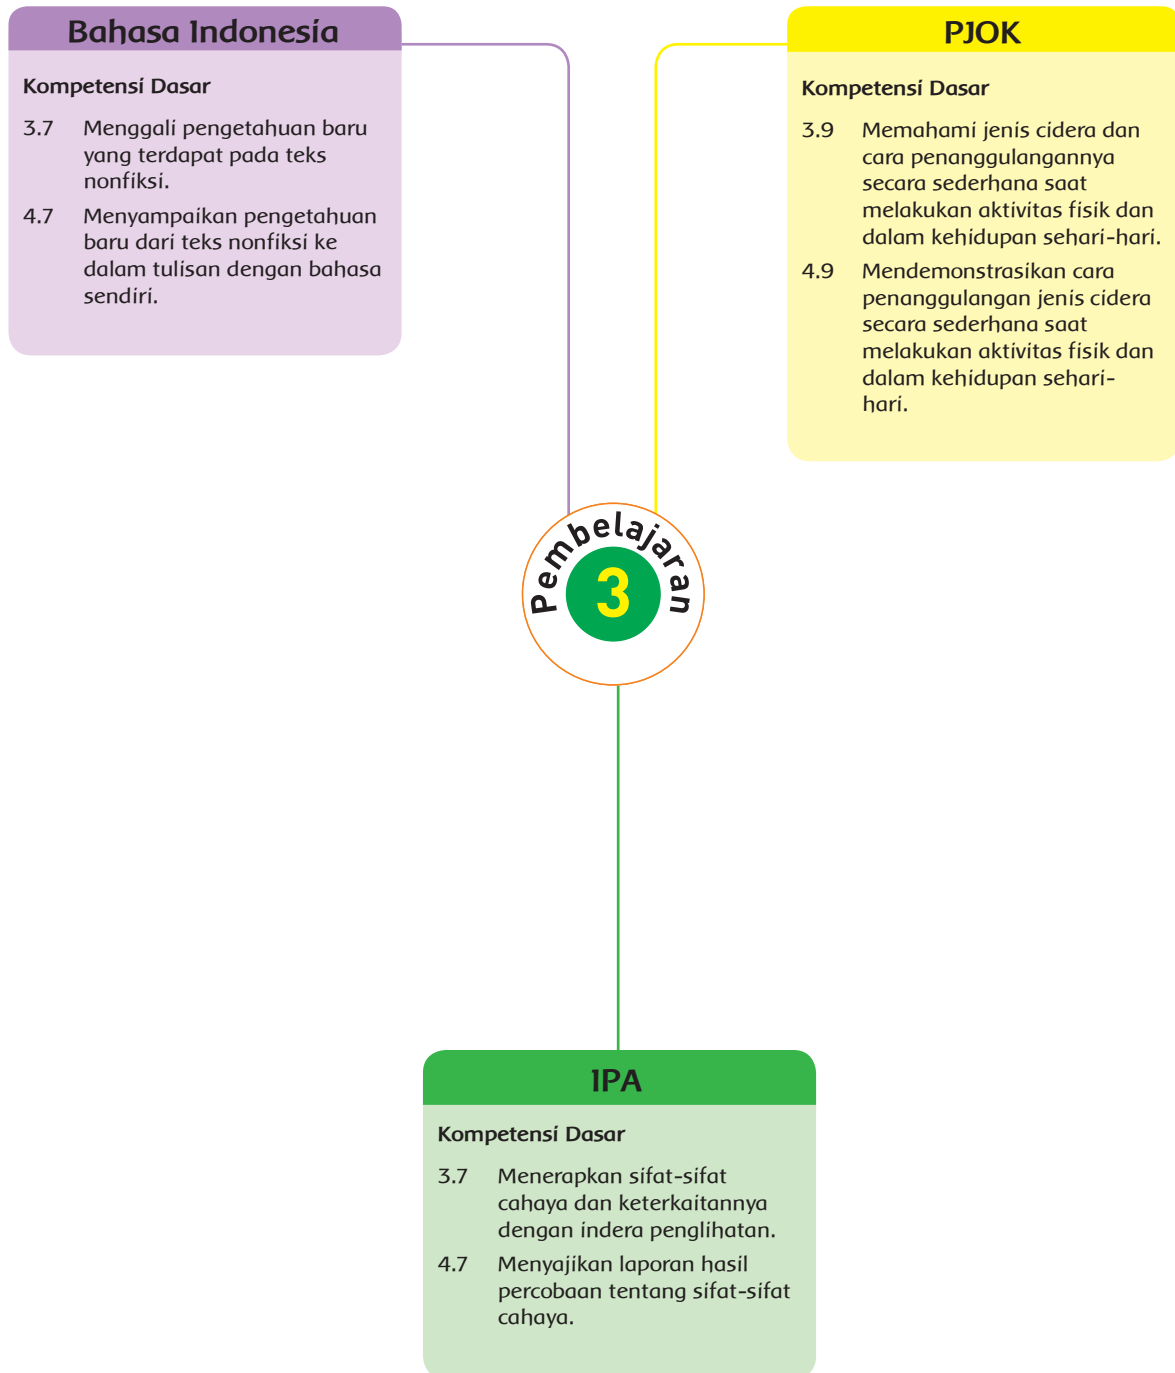 Bahasa Indonesia
Kompetensi Dasar
3.7 Menggali pengetahuan baru
yang terdapat pada teks
nonfiksi.
4.7 Menyampaikan pengetahuan
baru dari teks nonfiksi ke
dalam tulisan dengan bahasa
sendiri.
PJOK
Kompetensi Dasar
3.9 Memahami jenis cidera dan
cara penanggulangannya
secara sederhana saat
melakukan aktivitas fisik dan
dalam kehidupan sehari-hari.
4.9 Mendemonstrasikan cara
penanggulangan jenis cidera
secara sederhana saat
melakukan aktivitas fisik dan
dalam kehidupan sehari-
hari.
Pembelajaran
3
IPA
Kompetensi Dasar
3.7 Menerapkan sifat-sifat
cahaya dan keterkaitannya
dengan indera penglihatan.
4.7 Menyajikan laporan hasil
percobaan tentang sifat-sifat
cahaya.